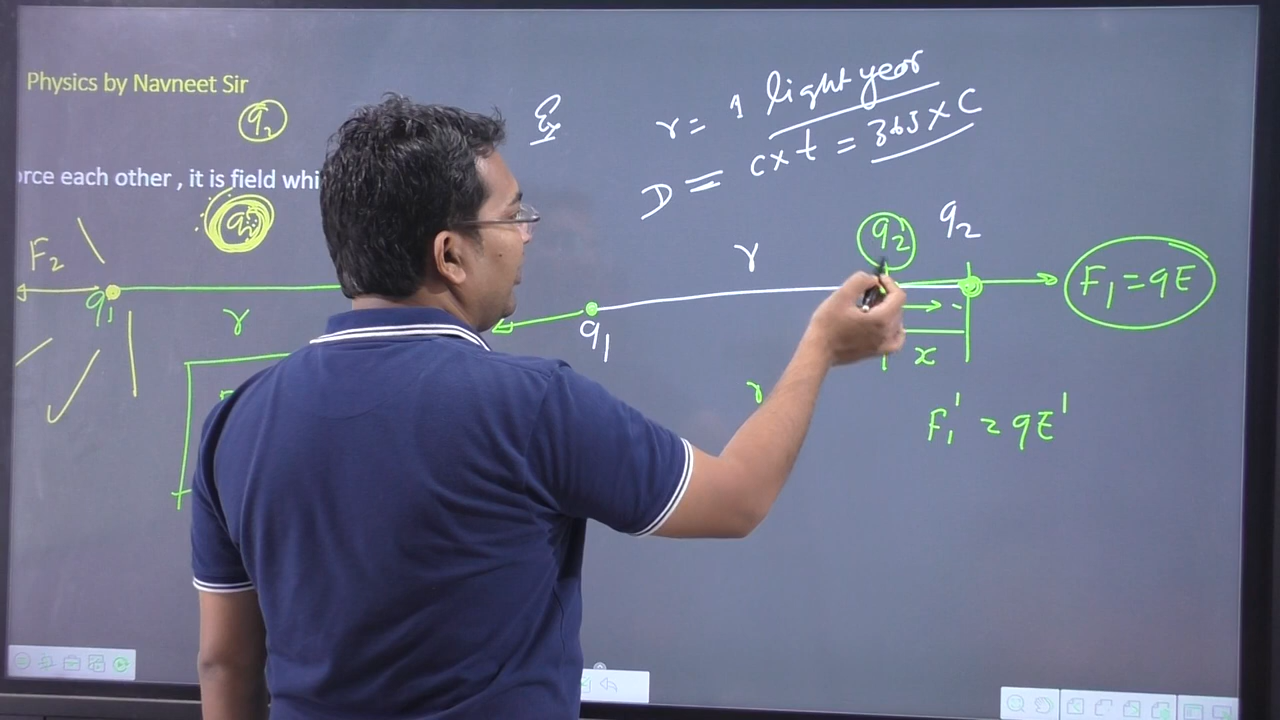 Physics by Navneet Sir
q2
orce each other , it is field whi
F2
q1
r
Ex
r = 1 light year
D = c x t = 365 x C
r
q2
q2
q1
F1 = qE
x
r
F1' = qE'